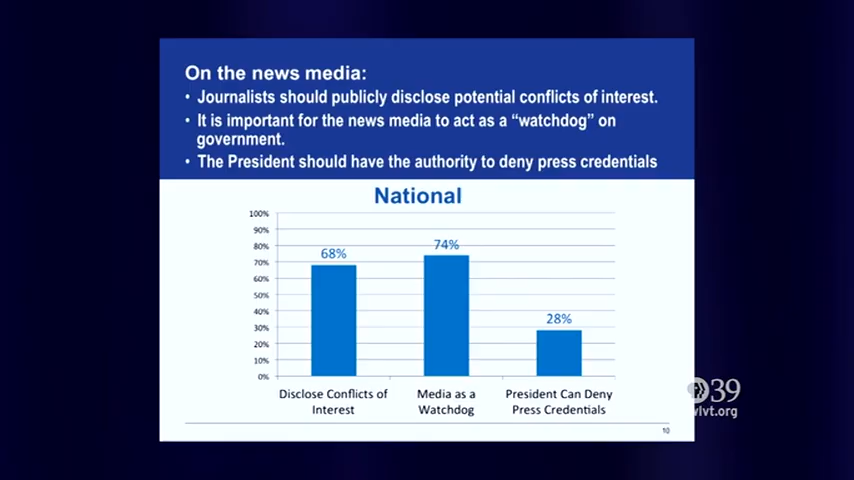 On the news media:
• Journalists should publicly disclose potential conflicts of interest.
• It is important for the news media to act as a “watchdog” on
government.
• The President should have the authority to deny press credentials
National
100%
90%
80%
70%
60%
50%
40%
30%
20%
10%
0%
68%
74%
28%
Disclose Conflicts of
Interest
Media as a
Watchdog
President Can Deny
Press Credentials
10
39
wlvt.org